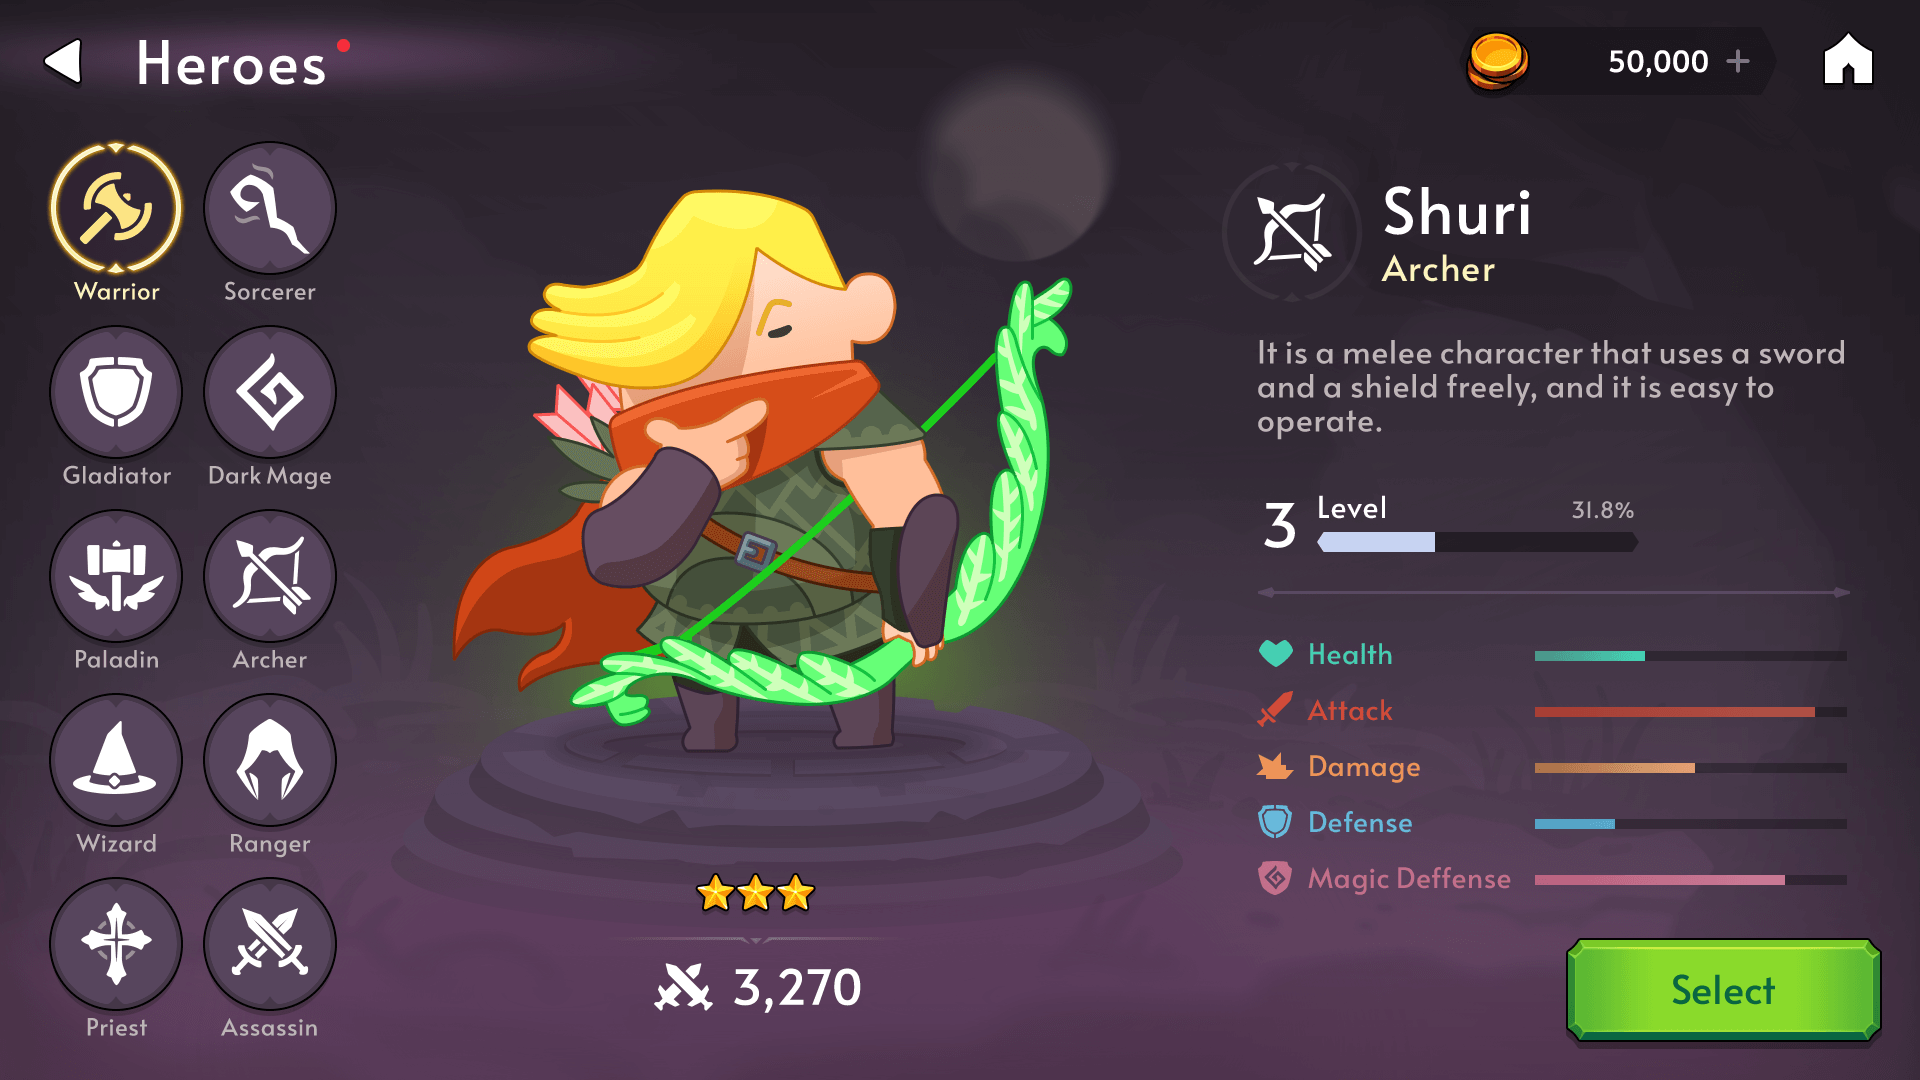 Heroes
50,000 +
Warrior
Sorcerer
Gladiator
Dark Mage
Paladin
Archer
Wizard
Ranger
Priest
Assassin
3,270
Shuri
Archer
It is a melee character that uses a sword
and a shield freely, and it is easy to
operate.
3 Level 31.8%
Health
Attack
Damage
Defense
Magic Deffense
Select